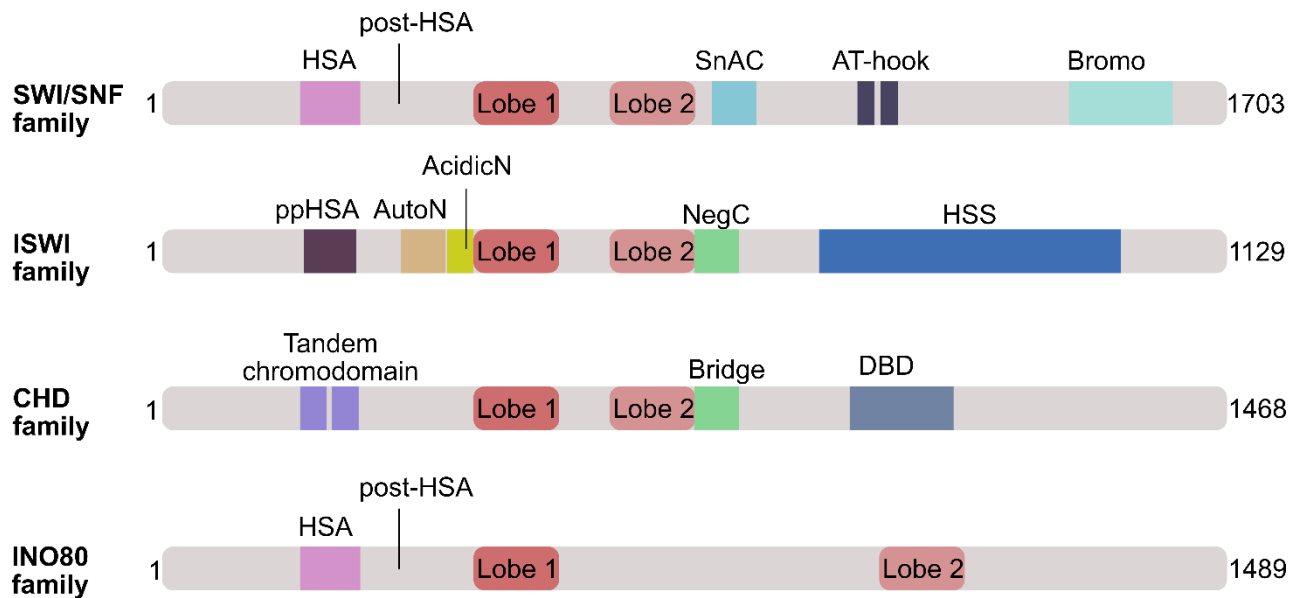 post-HSA
HSA
SnAC
AT-hook
Bromo
SWI/SNF
family
1
Lobe 1
Lobe 2
1703
AcidicN
ppHSA
AutoN
NegC
HSS
ISWI
family
1
Lobe 1
Lobe 2
1129
Tandem
chromodomain
Bridge
DBD
CHD
family
1
Lobe 1
Lobe 2
1468
post-HSA
HSA
INO80
family
1
Lobe 1
Lobe 2
1489